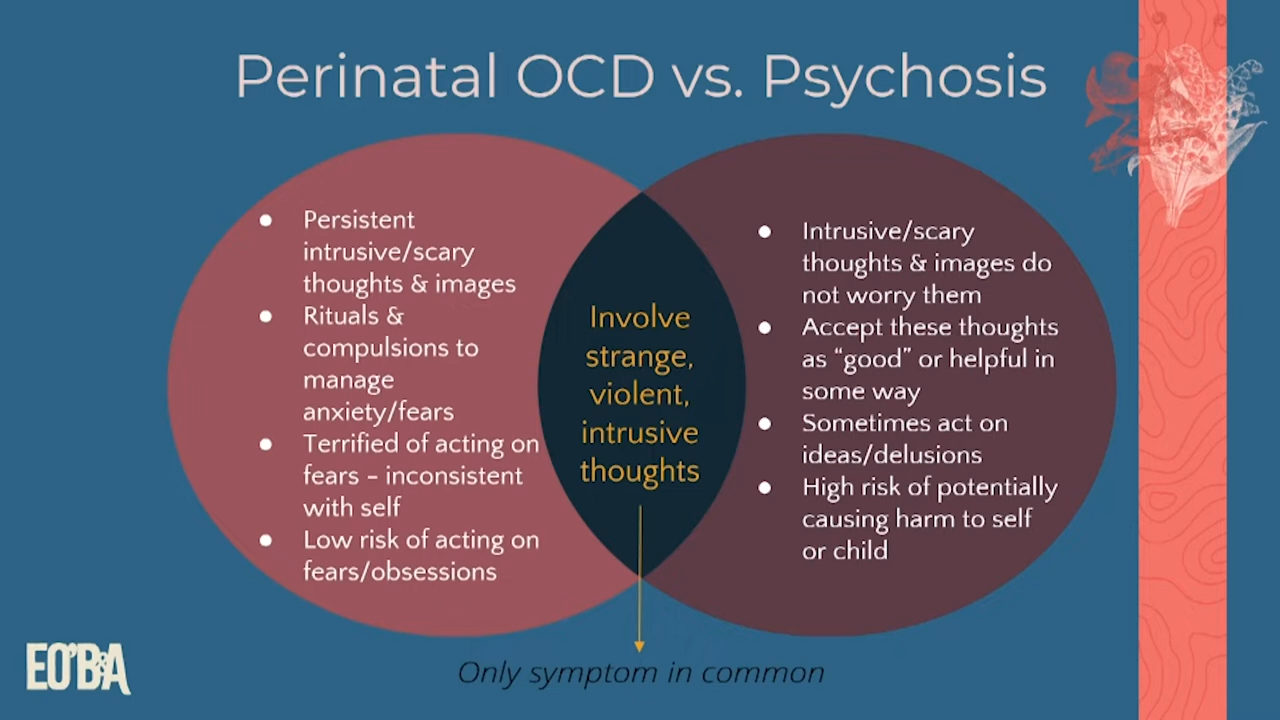 Perinatal OCD vs. Psychosis
● Persistent
intrusive/scary
thoughts & images
● Rituals &
compulsions to
manage
anxiety/fears
● Terrified of acting on
fears - inconsistent
with self
● Low risk of acting on
fears/obsessions
Involve
strange,
violent,
intrusive
thoughts
● Intrusive/scary
thoughts & images do
not worry them
● Accept these thoughts
as “good” or helpful in
some way
● Sometimes act on
ideas/delusions
● High risk of potentially
causing harm to self
or child
Only symptom in common
EO'B&A